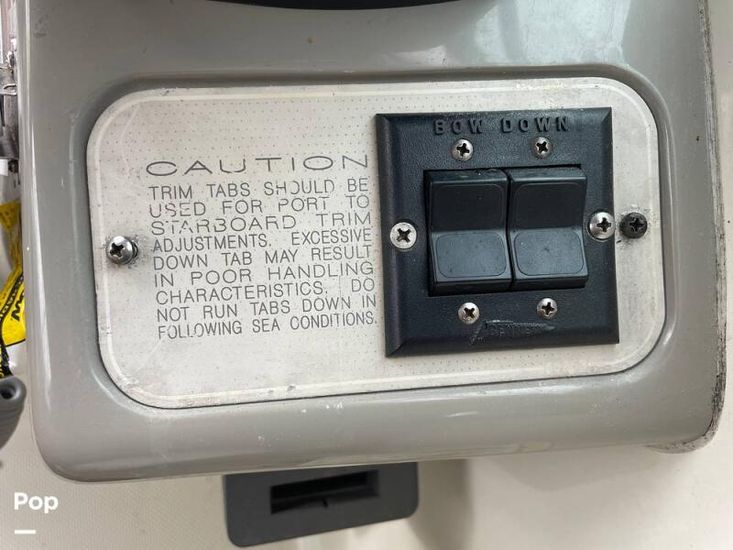 BOW DOWN
CAUTION
TRIM TABS SHOULD BE
USED FOR PORT TO
STARBOARD TRIM
ADJUSTMENTS. EXCESSIVE
DOWN TAB MAY RESULT
IN POOR HANDLING
CHARACTERISTICS. DO
NOT RUN TABS DOWN IN
FOLLOWING SEA CONDITIONS.
Pop